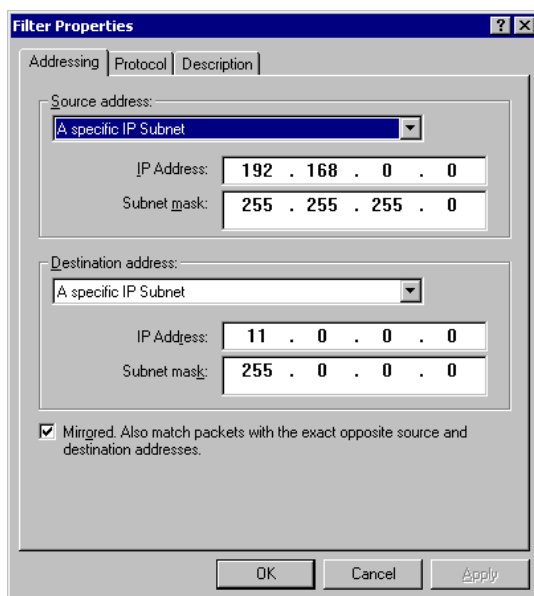 Filter Properties
Addressing Protocol Description
Source address:
A specific IP Subnet
IP Address: 192 . 168 . 0 . 0
Subnet mask: 255 . 255 . 255 . 0
Destination address:
A specific IP Subnet
IP Address: 11 . 0 . 0 . 0
Subnet mask: 255 . 0 . 0 . 0
Mirrored. Also match packets with the exact opposite source and
destination addresses.
OK Cancel Apply